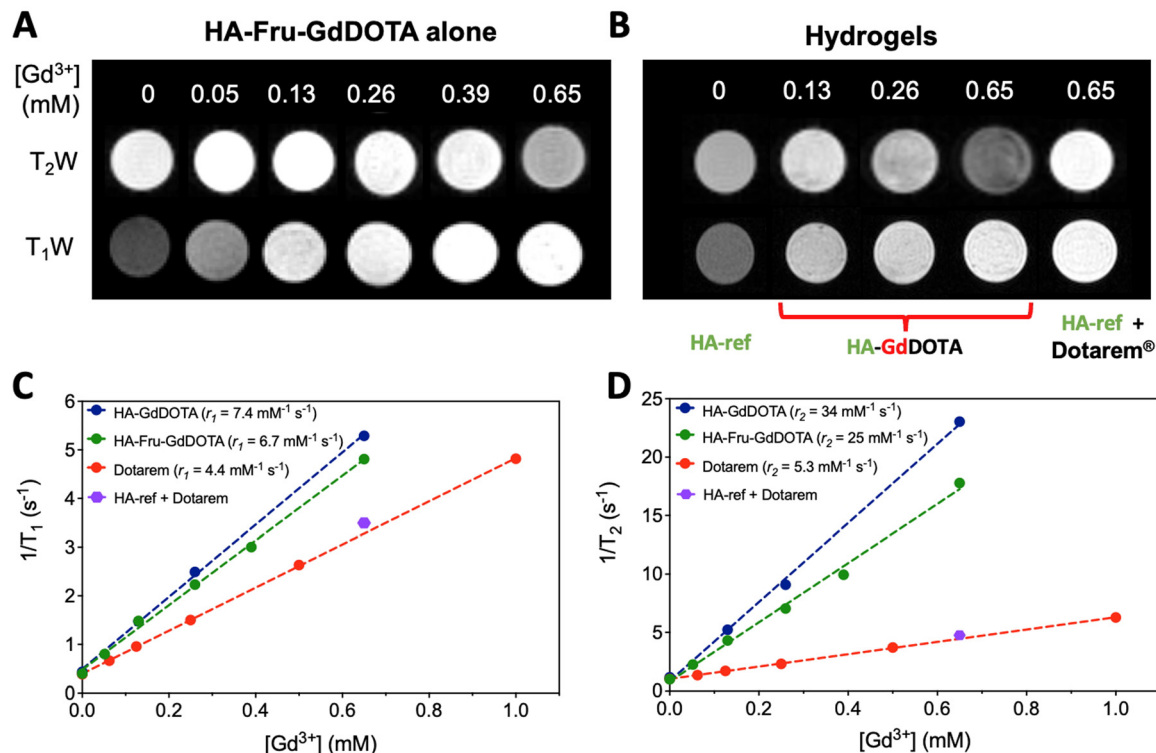 A
HA-Fru-GdDOTA alone
[Gd³⁺]
(mM)
0 0.05 0.13 0.26 0.39 0.65
T₂W
T₁W
B
Hydrogels
0 0.13 0.26 0.65 0.65
HA-ref
HA-GdDOTA
HA-ref +
Dotarem®
C
6
5
4
3
2
1
0
1/T₁ (s⁻¹)
HA-GdDOTA (r₁ = 7.4 mM⁻¹ s⁻¹)
HA-Fru-GdDOTA (r₁ = 6.7 mM⁻¹ s⁻¹)
Dotarem (r₁ = 4.4 mM⁻¹ s⁻¹)
HA-ref + Dotarem
0.0 0.2 0.4 0.6 0.8 1.0
[Gd³⁺] (mM)
D
25
20
15
10
5
0
1/T₂ (s⁻¹)
HA-GdDOTA (r₂ = 34 mM⁻¹ s⁻¹)
HA-Fru-GdDOTA (r₂ = 25 mM⁻¹ s⁻¹)
Dotarem (r₂ = 5.3 mM⁻¹ s⁻¹)
HA-ref + Dotarem
0.0 0.2 0.4 0.6 0.8 1.0
[Gd³⁺] (mM)